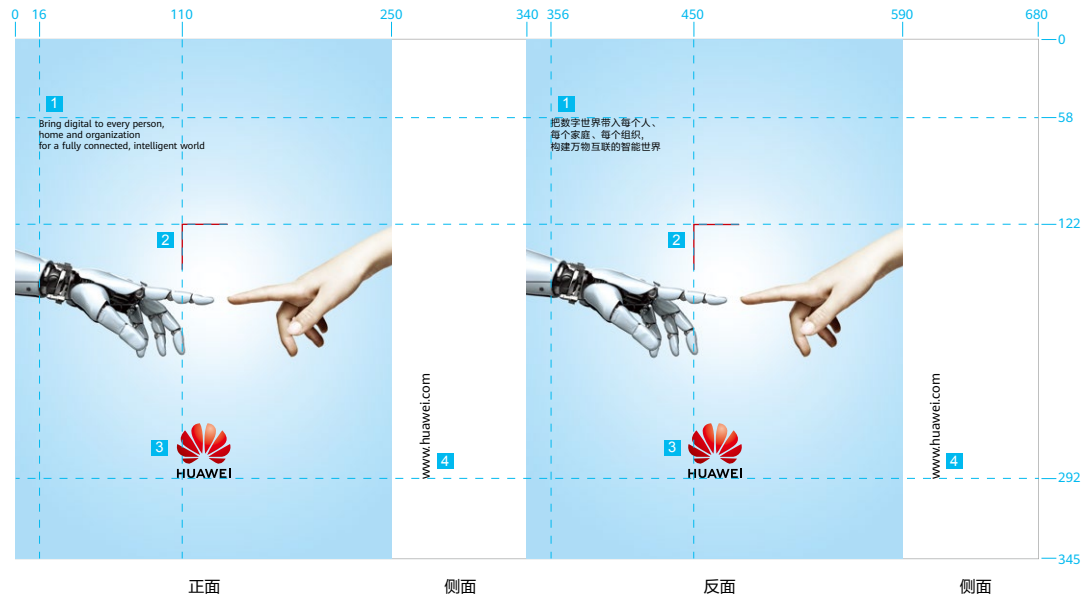 0 16 110 250 340 356 450 590 680
0
1
1
58
Bring digital to every person,
home and organization
for a fully connected, intelligent world
把数字世界带入每个人、
每个家庭、每个组织,
构建万物互联的智能世界
122
2
2
www.huawei.com
www.huawei.com
3
3
HUAWEI
HUAWEI
4
4
292
345
正面 侧面 反面 侧面